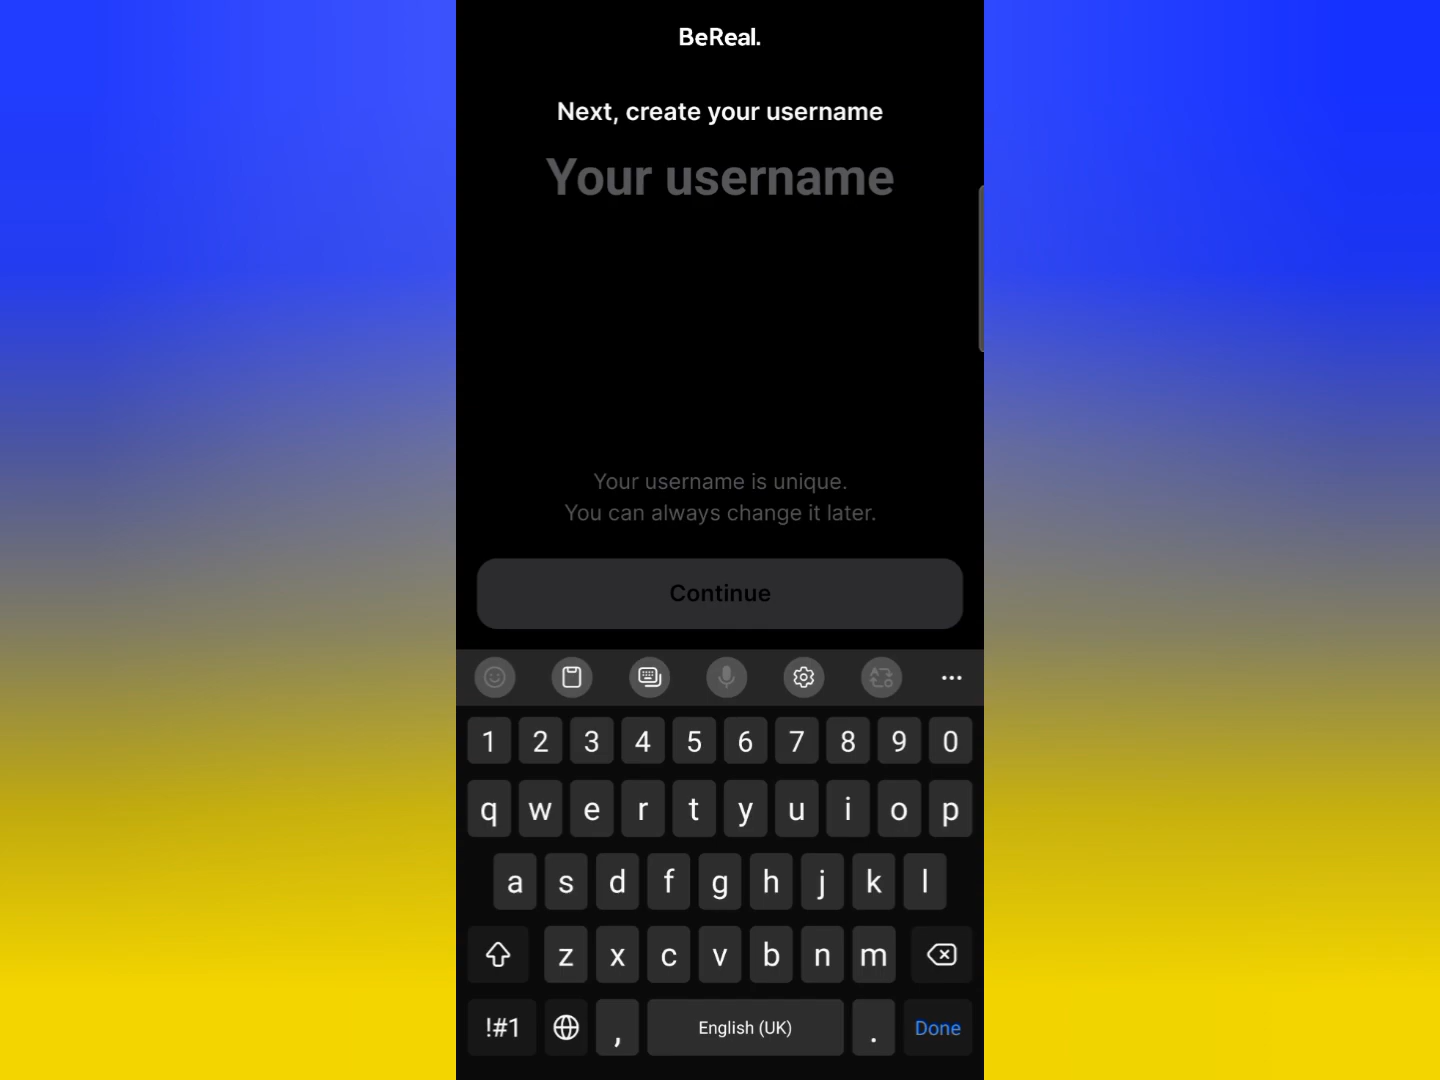 BeReal.
Next, create your username
Your username
Your username is unique.
You can always change it later.
Continue
1 2 3 4 5 6 7 8 9 0
q w e r t y u i o p
a s d f g h j k l
z x c v b n m
!#1 , English (UK) . Done